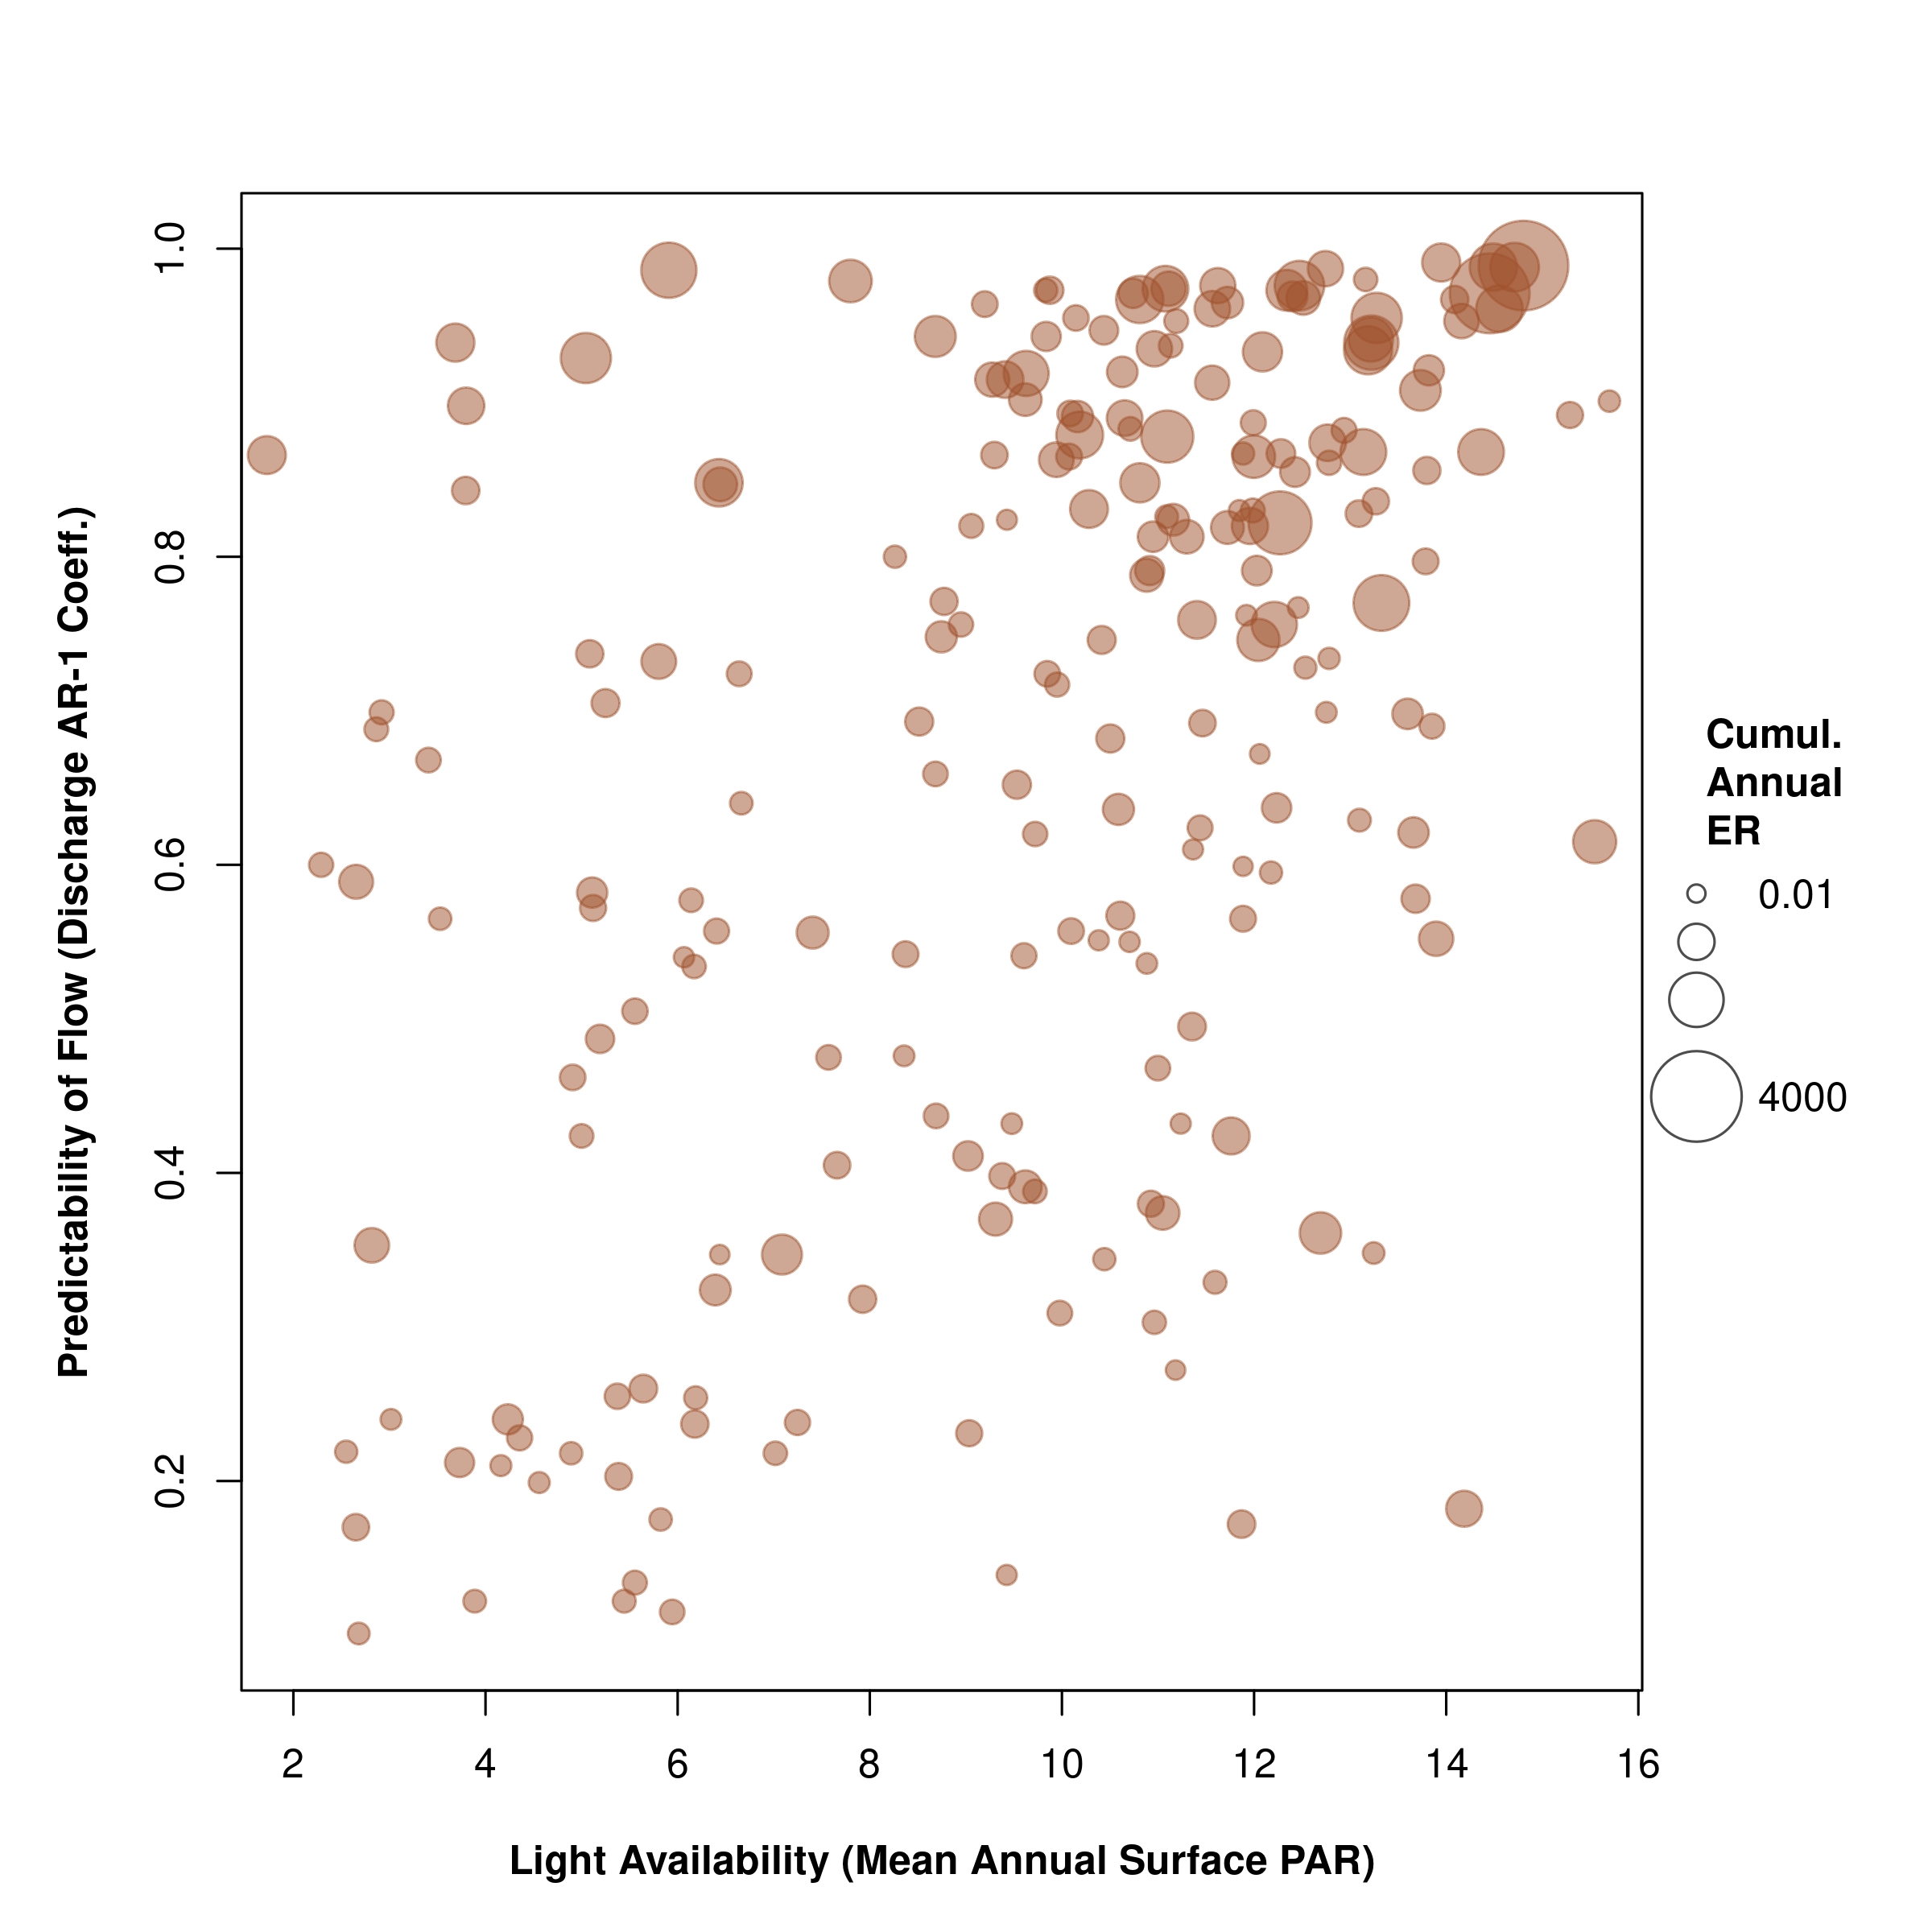 1.0
0.8
0.6
0.4
0.2
Predictability of Flow (Discharge AR-1 Coeff.)
2 4 6 8 10 12 14 16
Light Availability (Mean Annual Surface PAR)
Cumul.
Annual
ER
0.01
4000